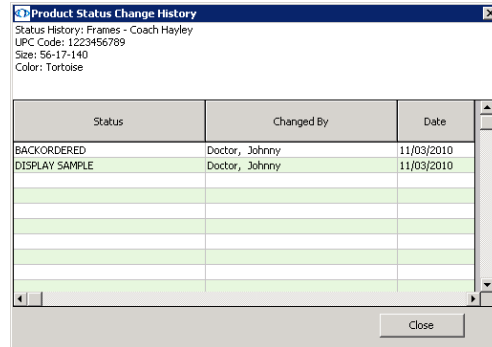 Product Status Change History
Status History: Frames - Coach Hayley
UPC Code: 1223456789
Size: 56-17-140
Color: Tortoise
Status Changed By Date
BACKORDERED Doctor, Johnny 11/03/2010
DISPLAY SAMPLE Doctor, Johnny 11/03/2010
Close